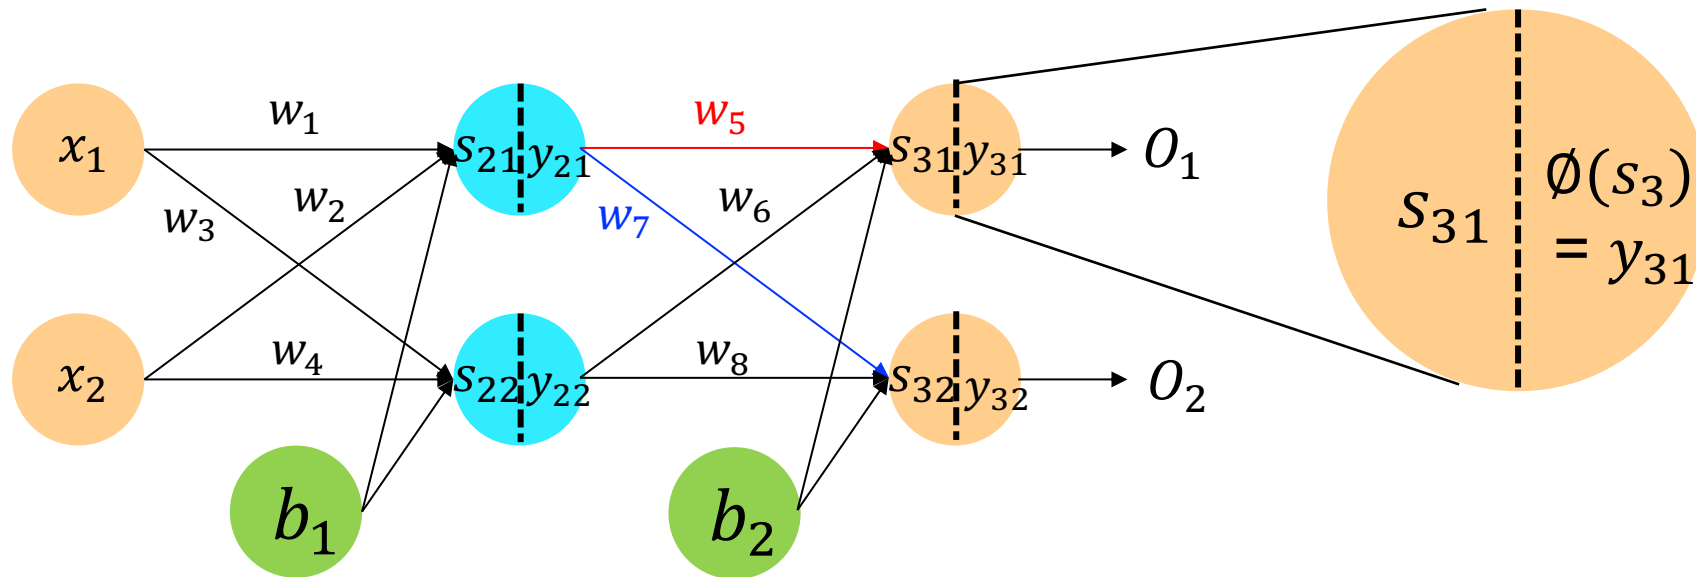 x₁
w₁
s₂₁
y₂₁
w₅
s₃₁
y₃₁
O₁
s₃₁
∅(s₃)
= y₃₁
w₃
w₂
w₇
w₆
x₂
w₄
s₂₂
y₂₂
w₈
s₃₂
y₃₂
O₂
b₁
b₂